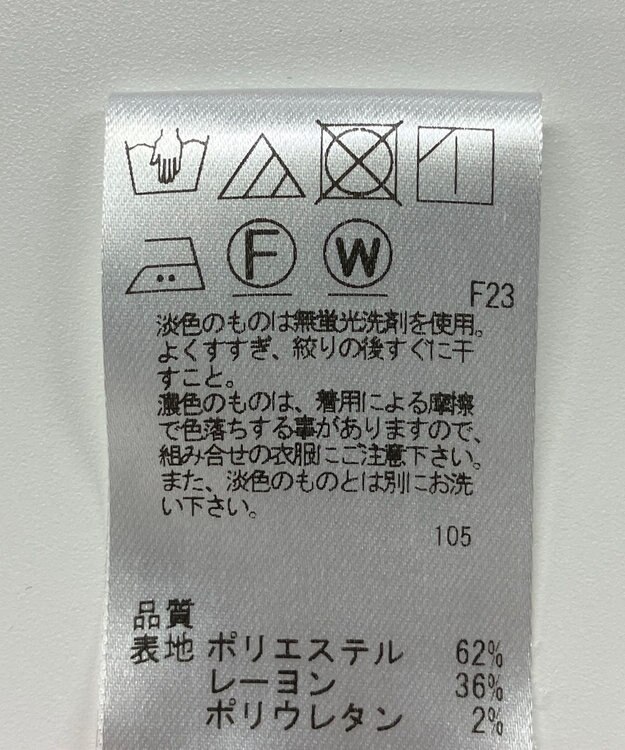 F W
F23
淡色のものは無蛍光洗剤を使用。
よくすすぎ、絞りの後すぐに干
すこと。
濃色のものは、着用による摩擦
で色落ちする事がありますので、
組み合せの衣服にご注意下さい。
また、淡色のものとは別にお洗
い下さい。
105
品質
表地 ポリエステル 62%
レーヨン 36%
ポリウレタン 2%